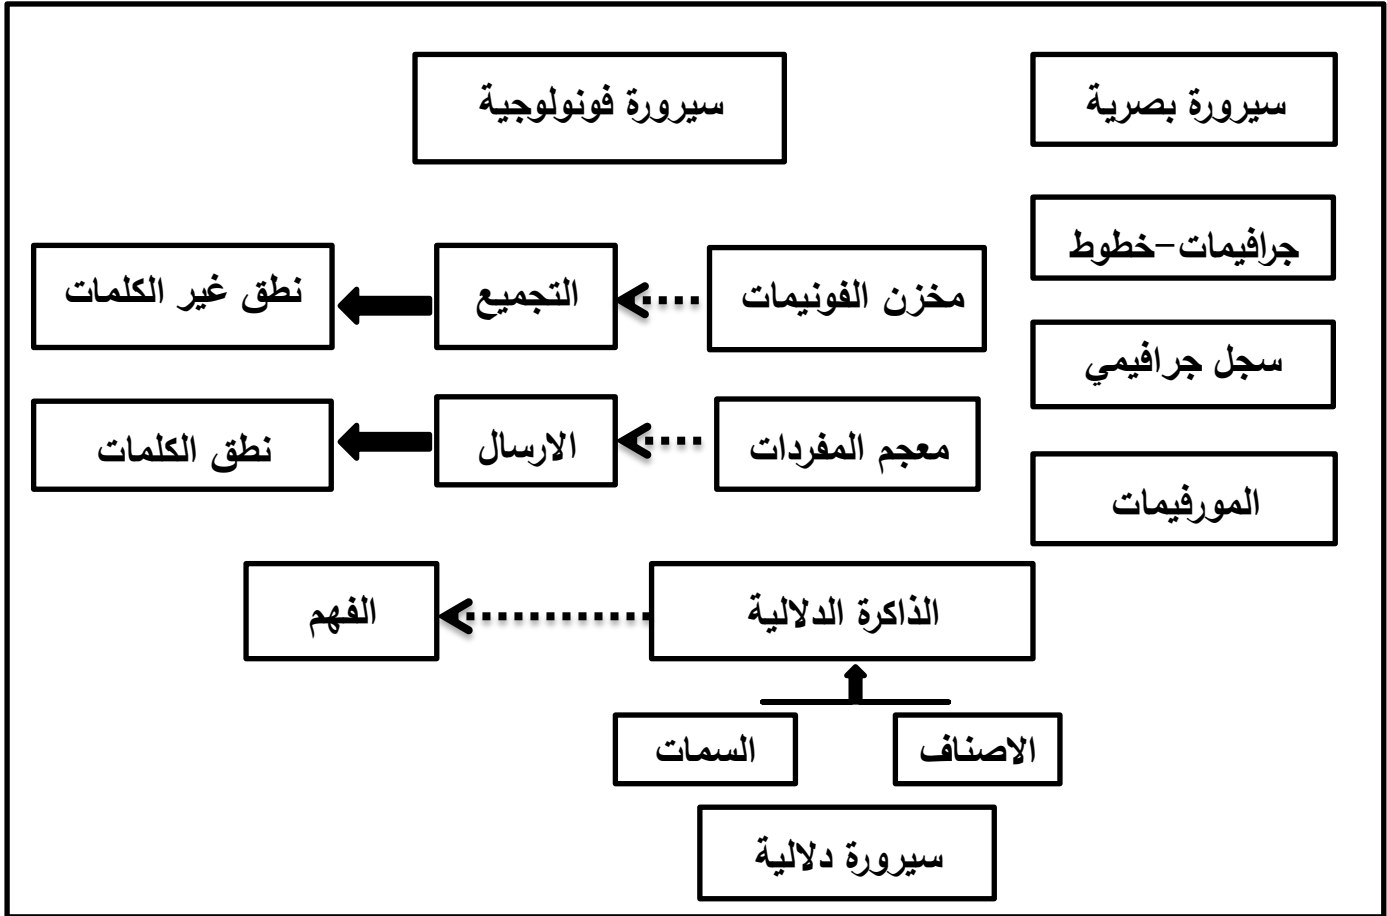 سيرورة بصرية
سيرورة فونولوجية
جرافيمات-خطوط
مخزن الفونيمات
التجميع
نطق غير الكلمات
سجل جرافيمي
معجم المفردات
الارسال
نطق الكلمات
المورفيمات
الذاكرة الدلالية
الفهم
الاصناف
السمات
سيرورة دلالية